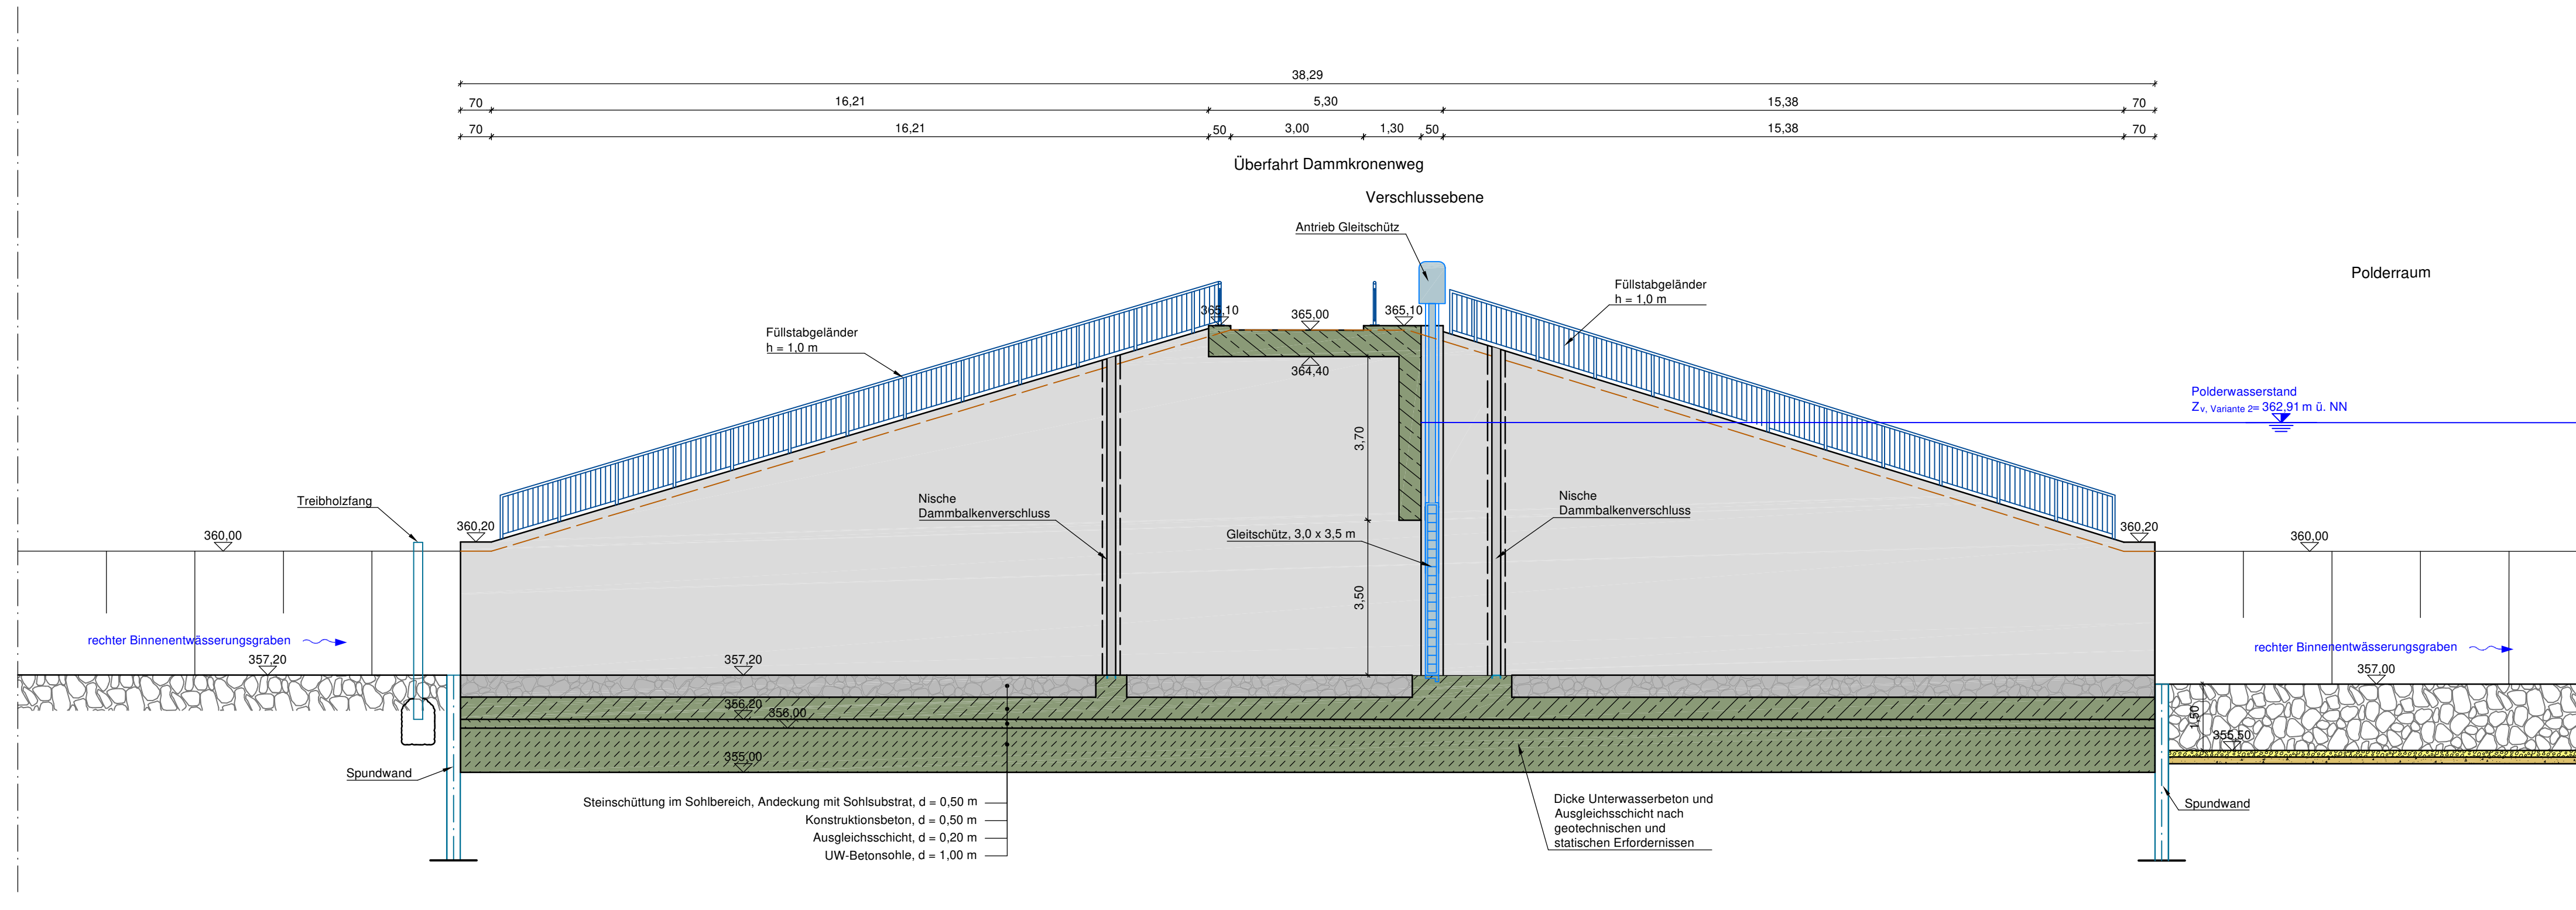 38,29
70
16,21
5,30
15,38
70
70
16,21
50
3,00
1,30
50
15,38
70
Überfahrt Dammkronenweg
Verschlussebene
Antrieb Gleitschütz
Polderraum
Füllstabgeländer
h = 1,0 m
365,10
365,00
365,10
Füllstabgeländer
h = 1,0 m
364,40
Polderwasserstand
Zv, Variante 2= 362,91 m ü. NN
3,70
Treibholzfang
Nische
Dammbalkenverschluss
Nische
Dammbalkenverschluss
360,00
360,20
Gleitschütz, 3,0 x 3,5 m
360,20
360,00
3,50
rechter Binnenentwässerungsgraben
rechter Binnenentwässerungsgraben
357,20
357,20
357,00
356,20
356,00
1,50
355,50
355,00
Spundwand
Spundwand
Steinschüttung im Sohlbereich, Andeckung mit Sohlsubstrat, d = 0,50 m
Konstruktionsbeton, d = 0,50 m
Ausgleichsschicht, d = 0,20 m
UW-Betonsohle, d = 1,00 m
Dicke Unterwasserbeton und
Ausgleichsschicht nach
geotechnischen und
statischen Erfordernissen